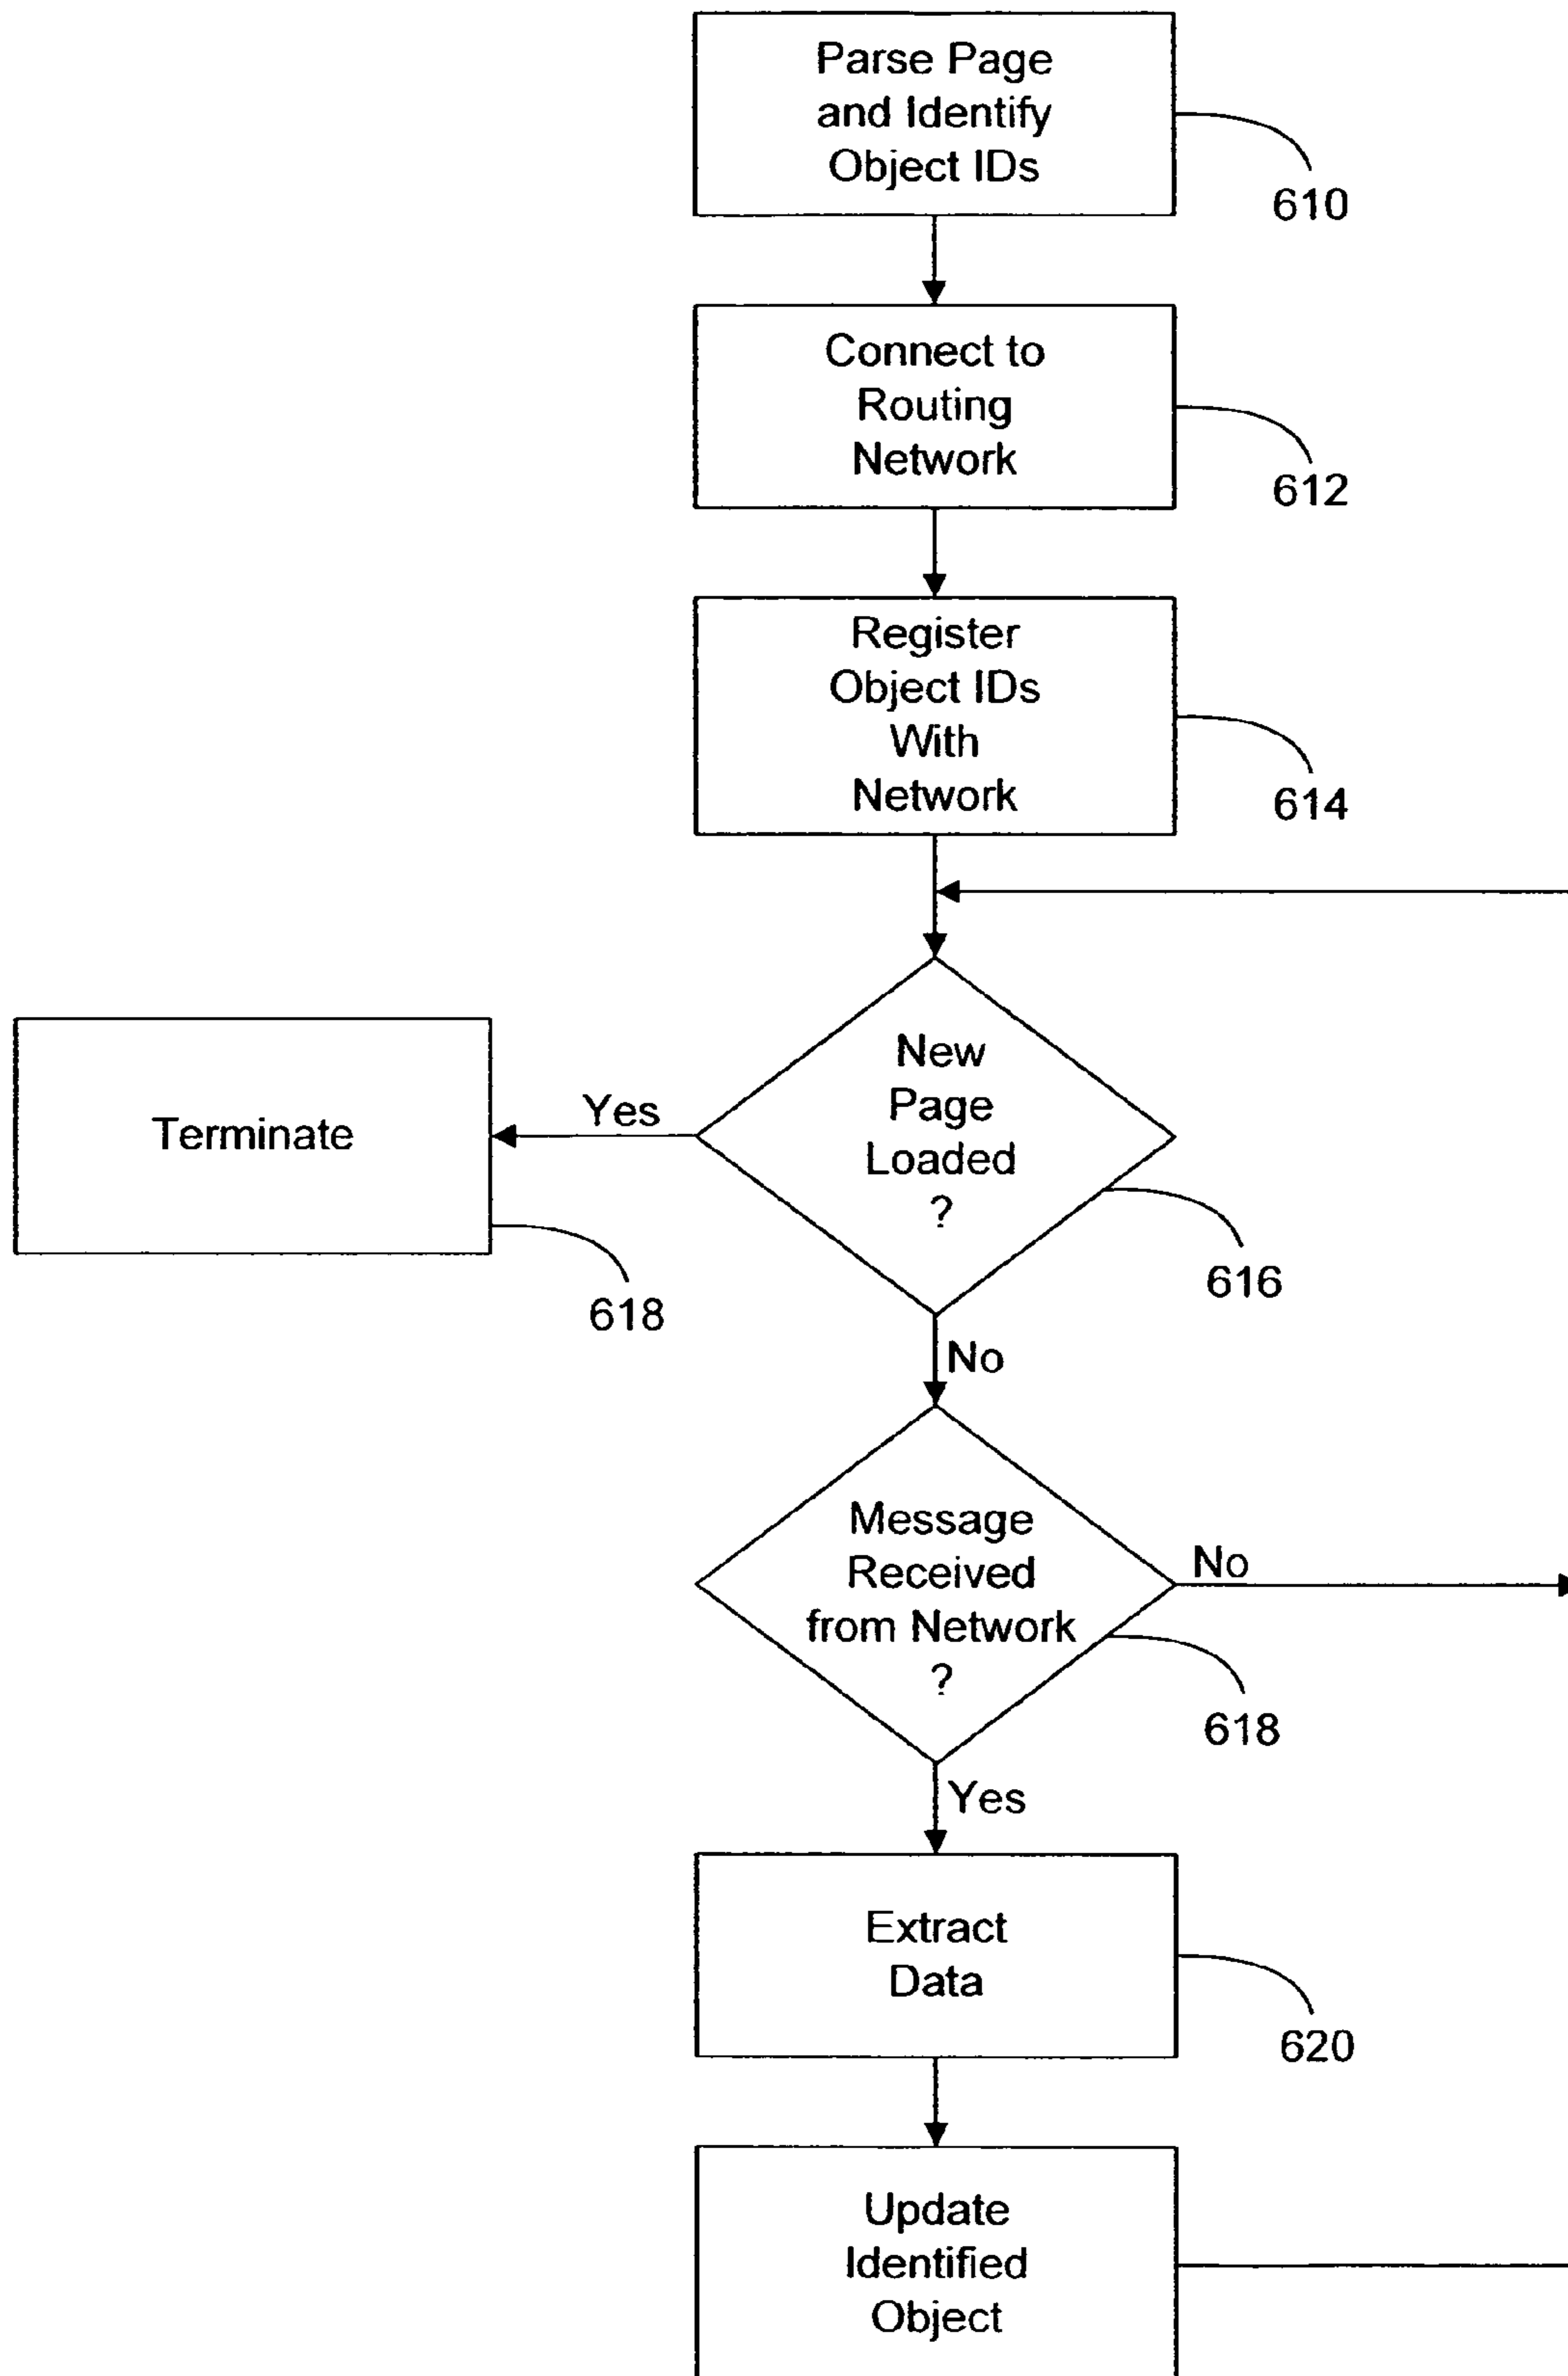 Parse Page
and Identify
Object IDs
610
Connect to
Routing
Network
612
Register
Object IDs
With
Network
614
New
Page
Loaded
?
616
Yes
Terminate
618
No
Message
Received
from Network
?
618
No
Yes
Extract
Data
620
Update
Identified
Object